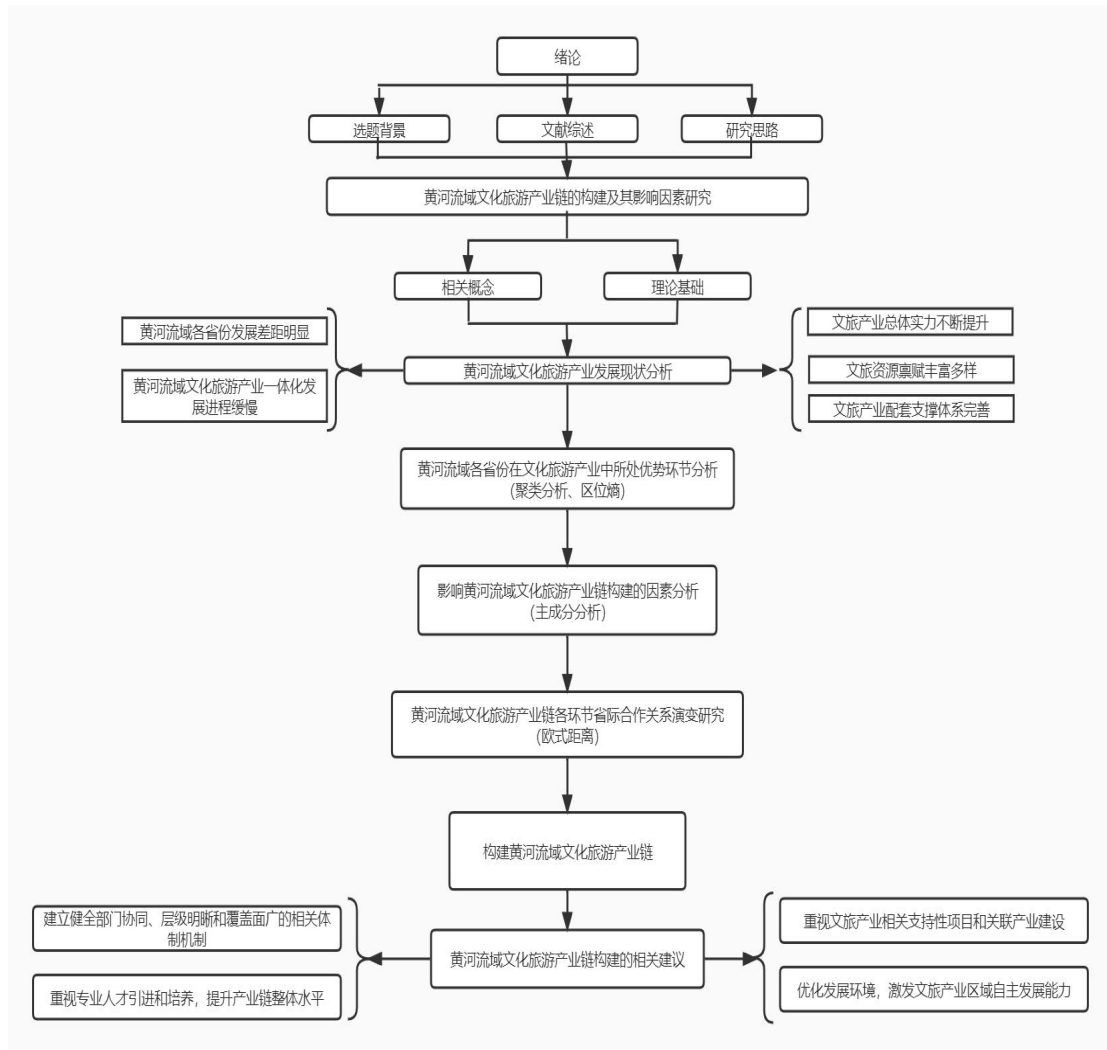 绪论
选题背景
文献综述
研究思路
黄河流域文化旅游产业链的构建及其影响因素研究
相关概念
理论基础
黄河流域各省份发展差距明显
黄河流域文化旅游产业一体化发
展进程缓慢
黄河流域文化旅游产业发展现状分析
文旅产业总体实力不断提升
文旅资源禀赋丰富多样
文旅产业配套支撑体系完善
黄河流域各省份在文化旅游产业中所处优势环节分析
(聚类分析、区位熵)
影响黄河流域文化旅游产业链构建的因素分析
(主成分分析)
黄河流域文化旅游产业链各环节省际合作关系演变研究
(欧式距离)
构建黄河流域文化旅游产业链
建立健全部门协同、层级明晰和覆盖面广的相关体
制机制
重视专业人才引进和培养，提升产业链整体水平
黄河流域文化旅游产业链构建的相关建议
重视文旅产业相关支持性项目和关联产业建设
优化发展环境，激发文旅产业区域自主发展能力